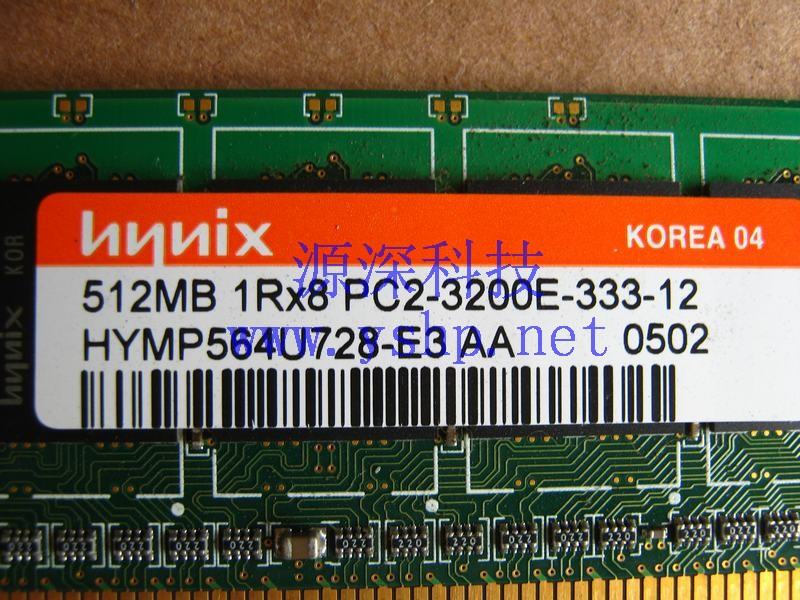 hynix
KOREA 04
源深科技
512MB 1Rx8 PC2-3200E-333-12
www.yshp.net
HYMP564U728-E3 AA 0502
hynix KOR